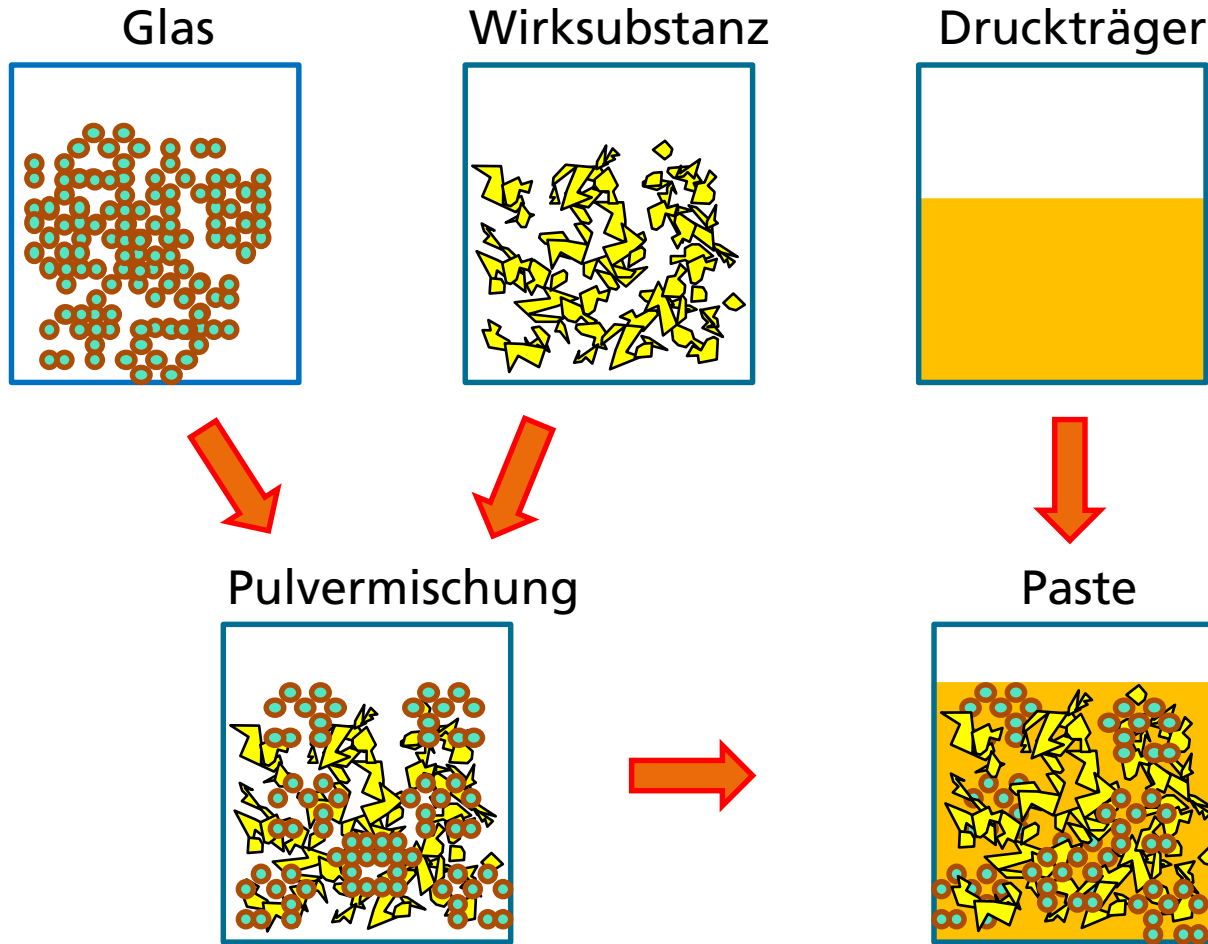 Glas
Wirksubstanz
Druckträger
Pulvermischung
Paste